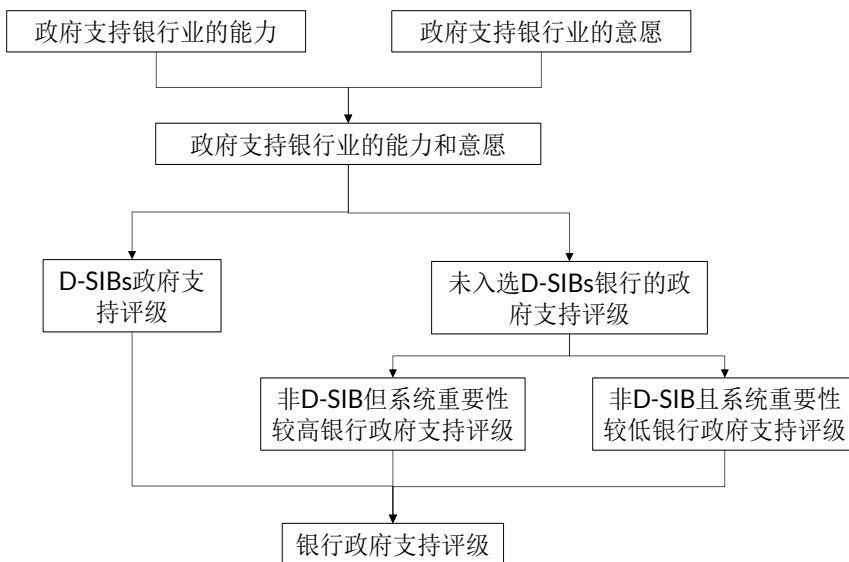 政府支持银行业的能力
政府支持银行业的意愿
政府支持银行业的能力和意愿
D-SIBs政府支
持评级
未入选D-SIBs银行的政
府支持评级
非D-SIB但系统重要性
较高银行政府支持评级
非D-SIB且系统重要性
较低银行政府支持评级
银行政府支持评级